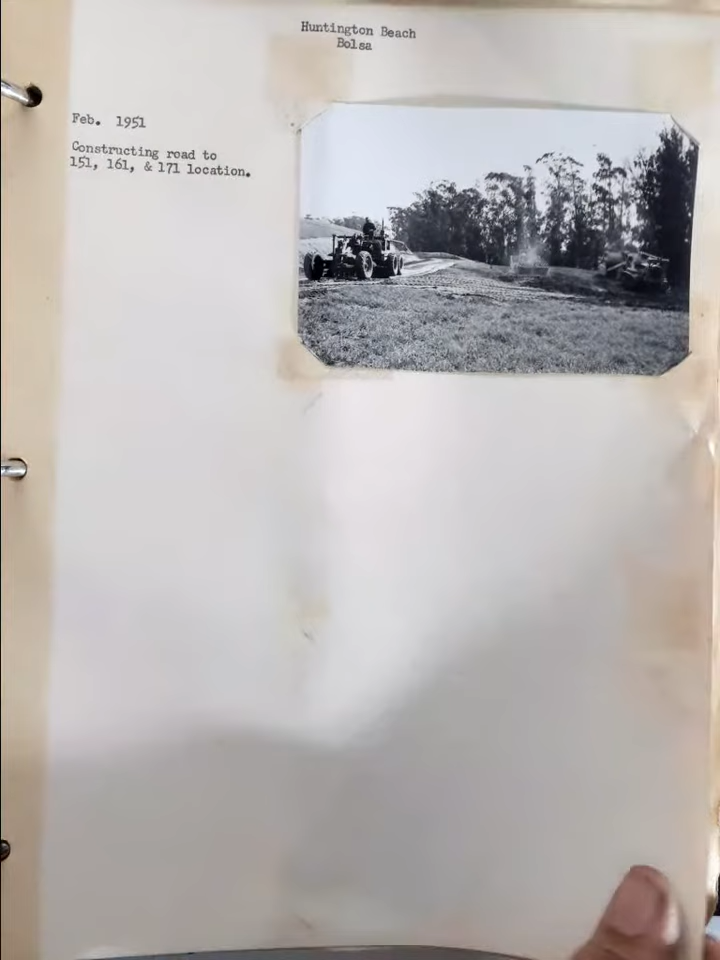 Huntington Beach
Bolsa
Feb. 1951
Constructing road to
151, 161, & 171 location.